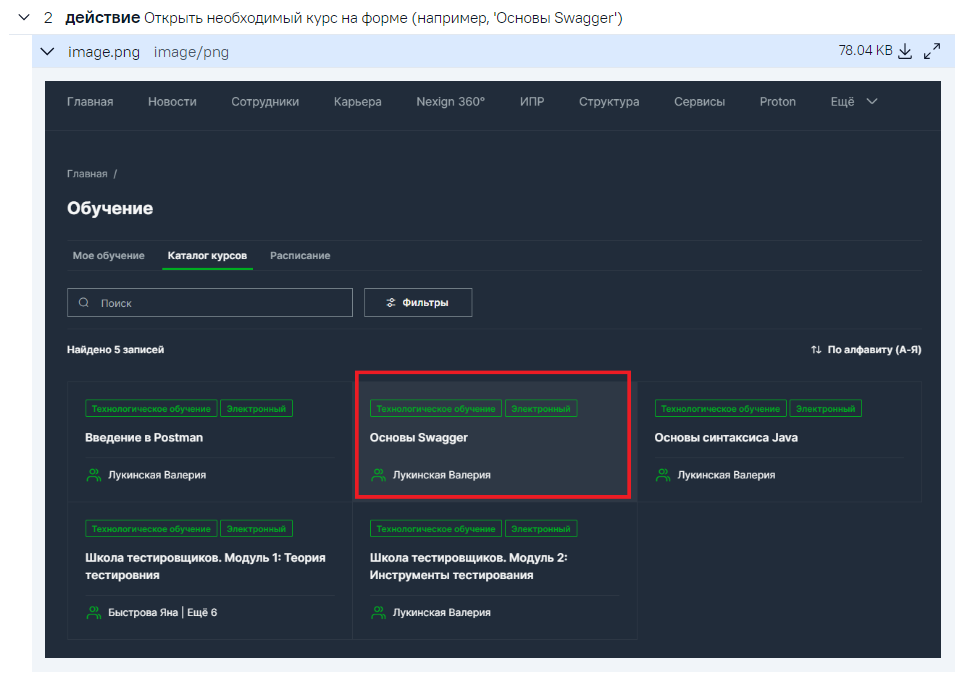 2 действие Открыть необходимый курс на форме (например, 'Основы Swagger')
image.png image/png 78.04 KB
Главная Новости Сотрудники Карьера Nexign 360° ИПР Структура Сервисы Proton Ещё
Главная /
Обучение
Мое обучение Каталог курсов Расписание
Поиск Фильтры
Найдено 5 записей По алфавиту (А-Я)
Технологическое обучение Электронный Технологическое обучение Электронный Технологическое обучение Электронный
Введение в Postman Основы Swagger Основы синтаксиса Java
Лукинская Валерия Лукинская Валерия Лукинская Валерия
Технологическое обучение Электронный Технологическое обучение Электронный
Школа тестировщиков. Модуль 1: Теория Школа тестировщиков. Модуль 2:
тестировния Инструменты тестирования
Быстрова Яна | Ещё 6 Лукинская Валерия